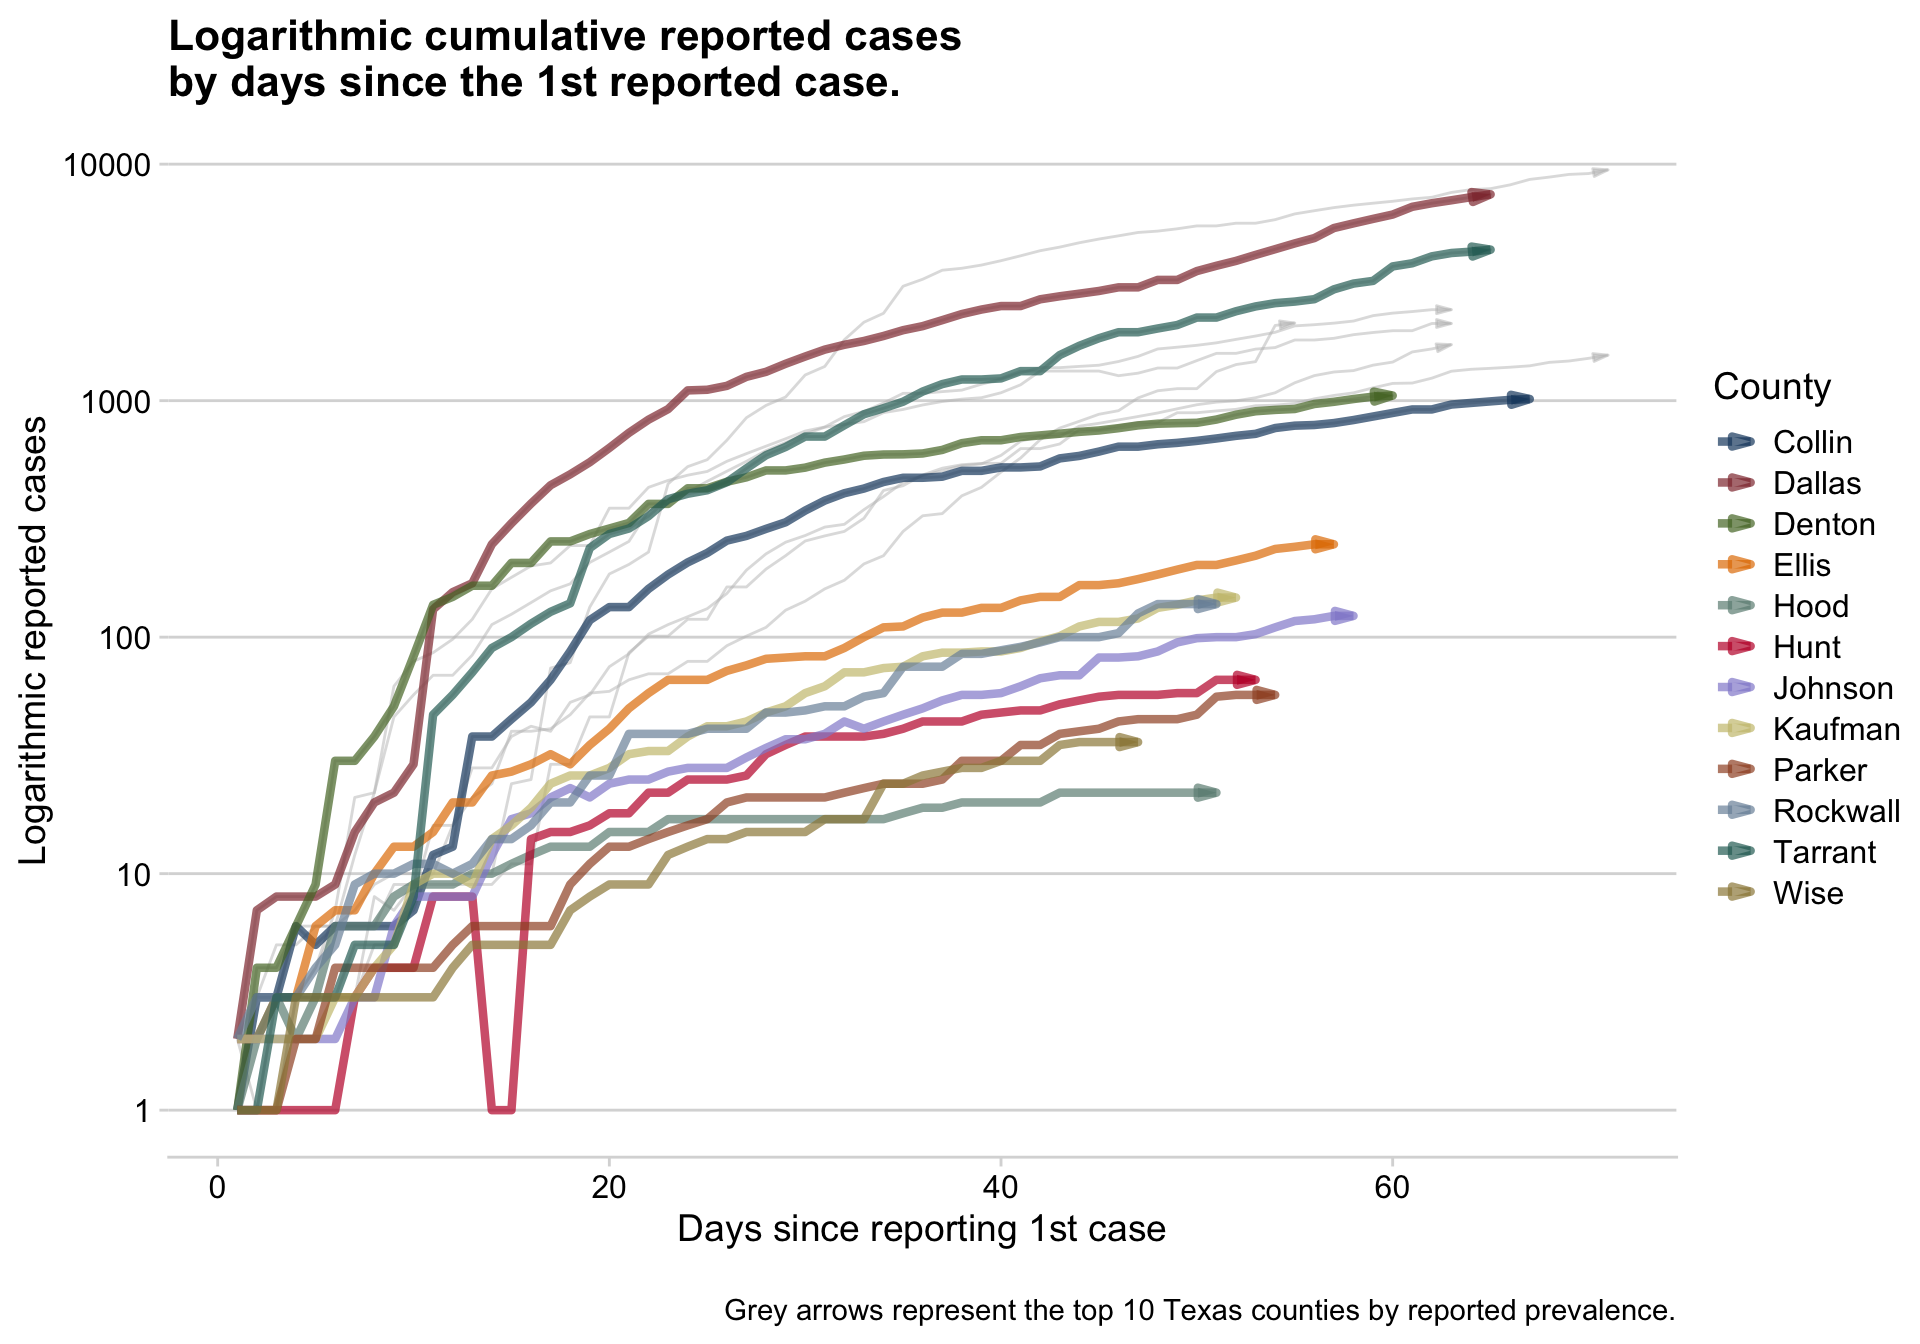 Logarithmic cumulative reported cases
by days since the 1st reported case.
10000
1000
100
10
1
Logarithmic reported cases
0 20 40 60
Days since reporting 1st case
County
Collin
Dallas
Denton
Ellis
Hood
Hunt
Johnson
Kaufman
Parker
Rockwall
Tarrant
Wise
Grey arrows represent the top 10 Texas counties by reported prevalence.